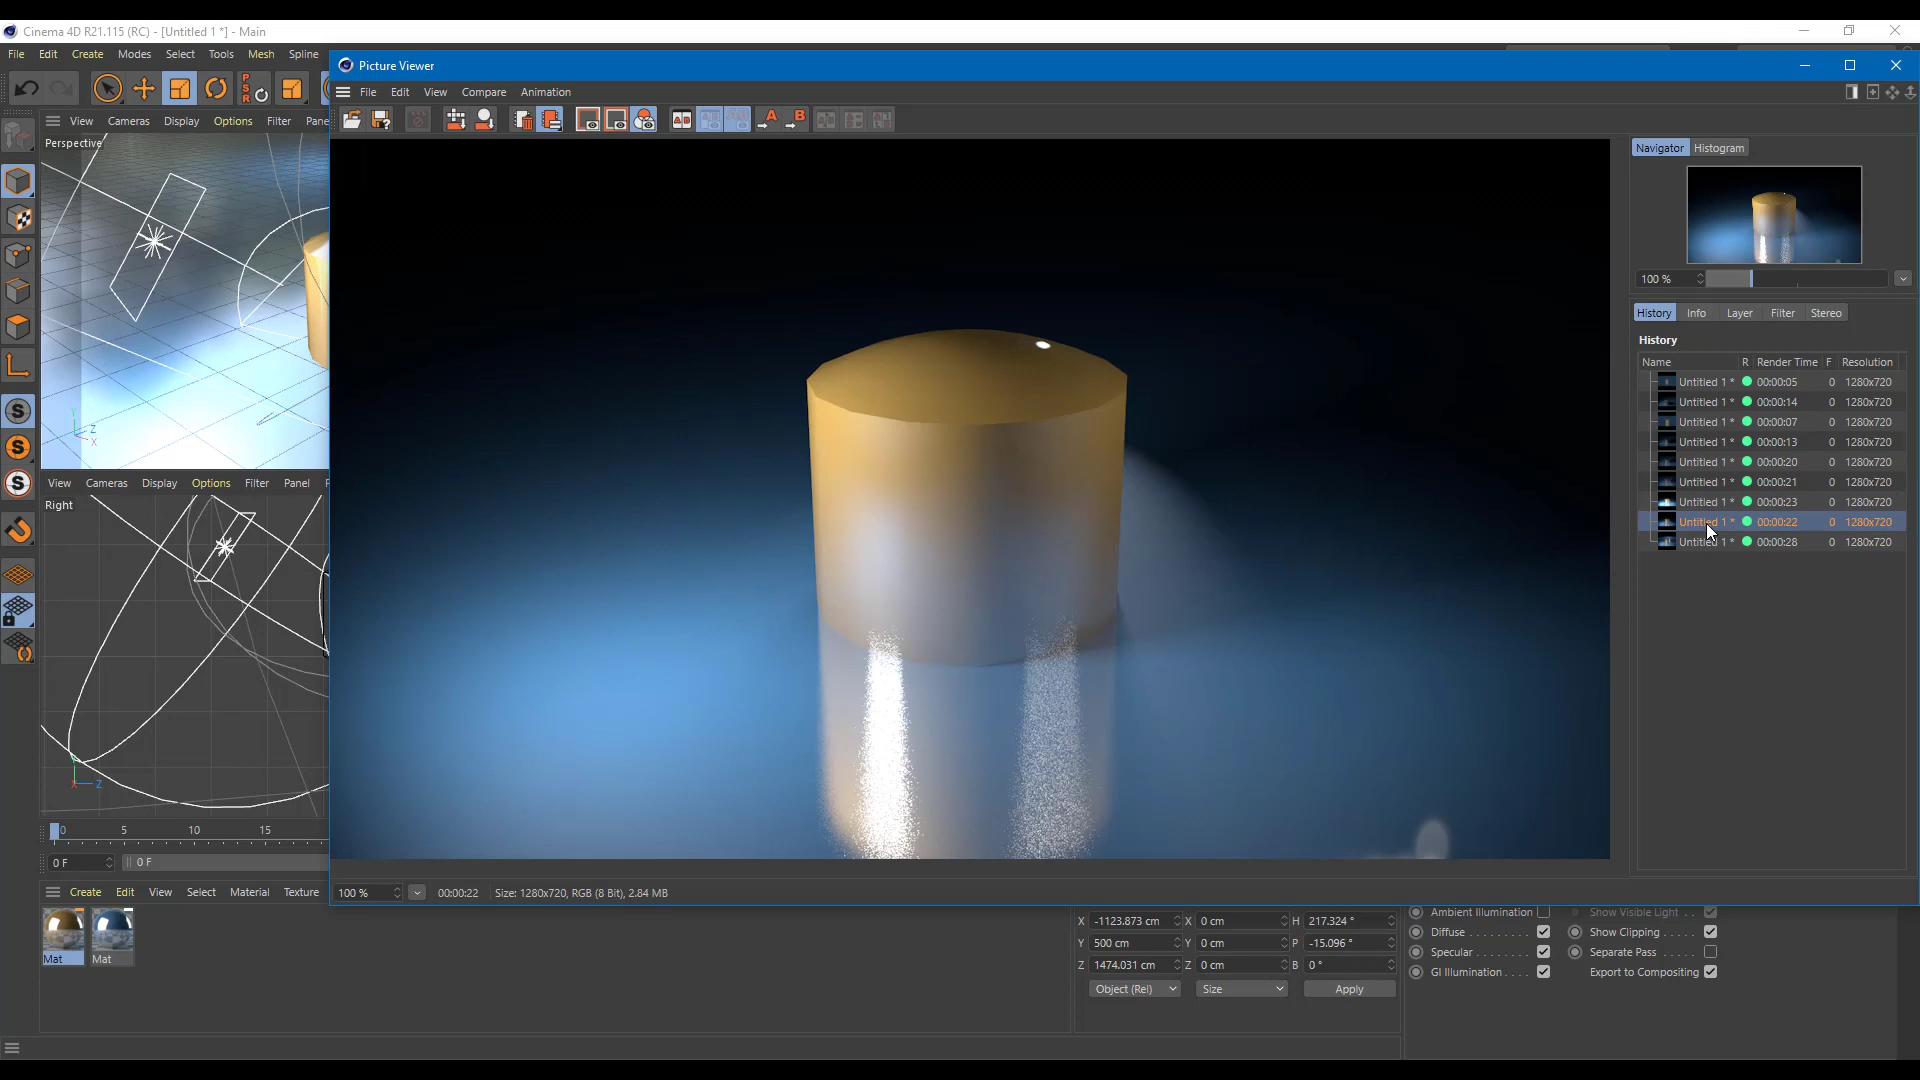 Cinema 4D R21.115 (RC) - [Untitled 1 *] - Main
File Edit Create Modes Select Tools Mesh Spline
Picture Viewer
File Edit View Compare Animation
PSR
A B
View Cameras Display Options Filter Pane
Perspective
Navigator Histogram
100 %
History Info Layer Filter Stereo
History
Name R Render Time F Resolution
Untitled 1 * 00:00:05 0 1280x720
Untitled 1 * 00:00:14 0 1280x720
Untitled 1 * 00:00:07 0 1280x720
Untitled 1 * 00:00:13 0 1280x720
Untitled 1 * 00:00:20 0 1280x720
Untitled 1 * 00:00:21 0 1280x720
Untitled 1 * 00:00:23 0 1280x720
Untitled 1 * 00:00:22 0 1280x720
Untitled 1 * 00:00:28 0 1280x720
Y Z X
View Cameras Display Options Filter Panel
Right
S
S
S
Y X Z
0 5 10 15
0 F 0 F
Create Edit View Select Material Texture
100 % 00:00:22 Size: 1280x720, RGB (8 Bit), 2.84 MB
Mat Mat
X -1123.873 cm X 0 cm H 217.324 °
Y 500 cm Y 0 cm P -15.096 °
Z 1474.031 cm Z 0 cm B 0 °
Object (Rel) Size Apply
Ambient Illumination Show Visible Light . .
Diffuse . . . . . . . . . Show Clipping . . . . .
Specular . . . . . . . . Separate Pass . . . . .
GI Illumination . . . . Export to Compositing